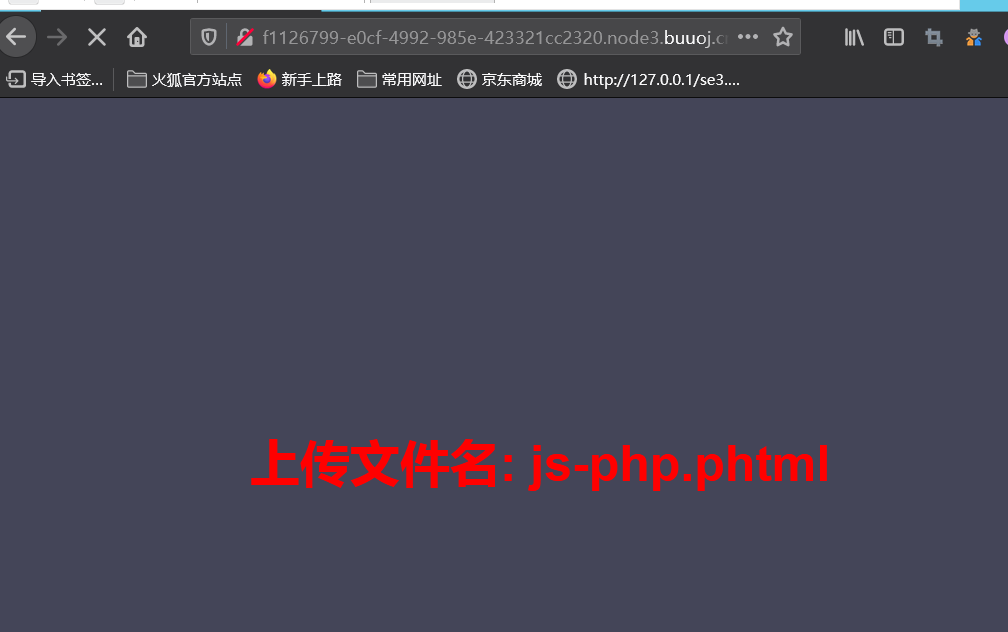 f1126799-e0cf-4992-985e-423321cc2320.node3.buuoj.c
导入书签... 火狐官方站点 新手上路 常用网址 京东商城 http://127.0.0.1/se3....
上传文件名: js-php.phtml